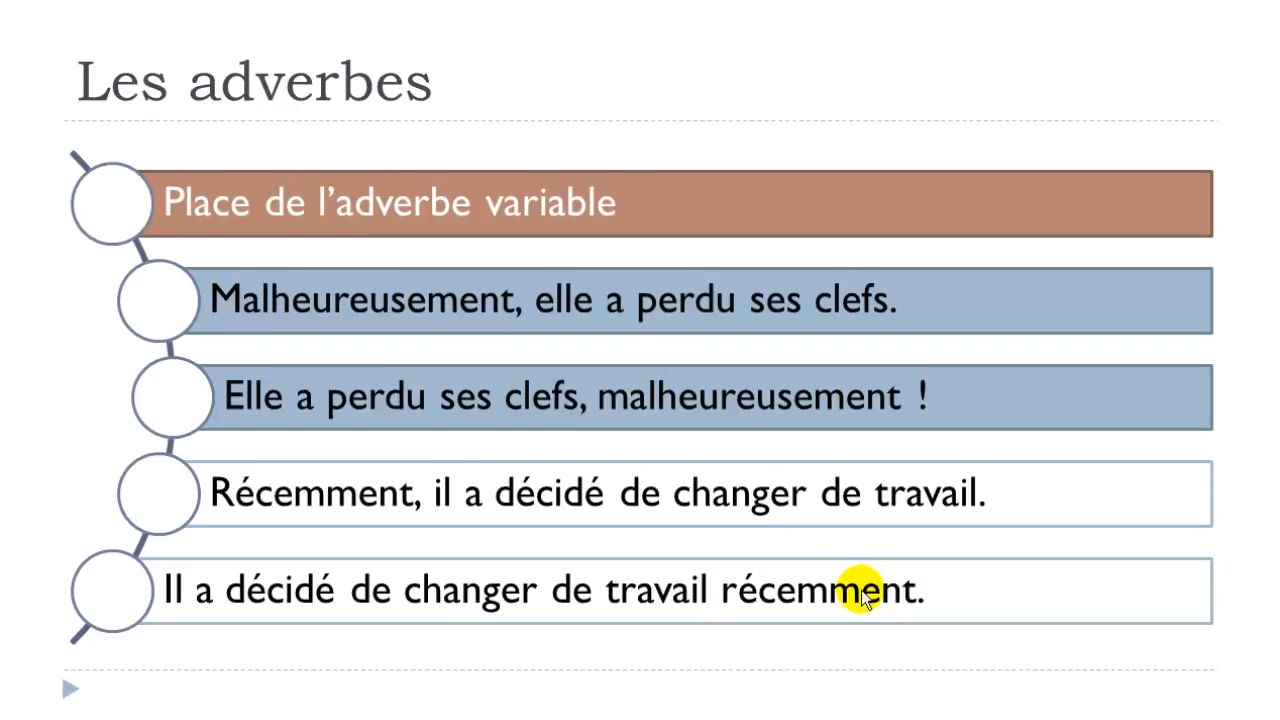 Les adverbes
Place de l’adverbe variable
Malheureusement, elle a perdu ses clefs.
Elle a perdu ses clefs, malheureusement !
Récemment, il a décidé de changer de travail.
Il a décidé de changer de travail récemment.